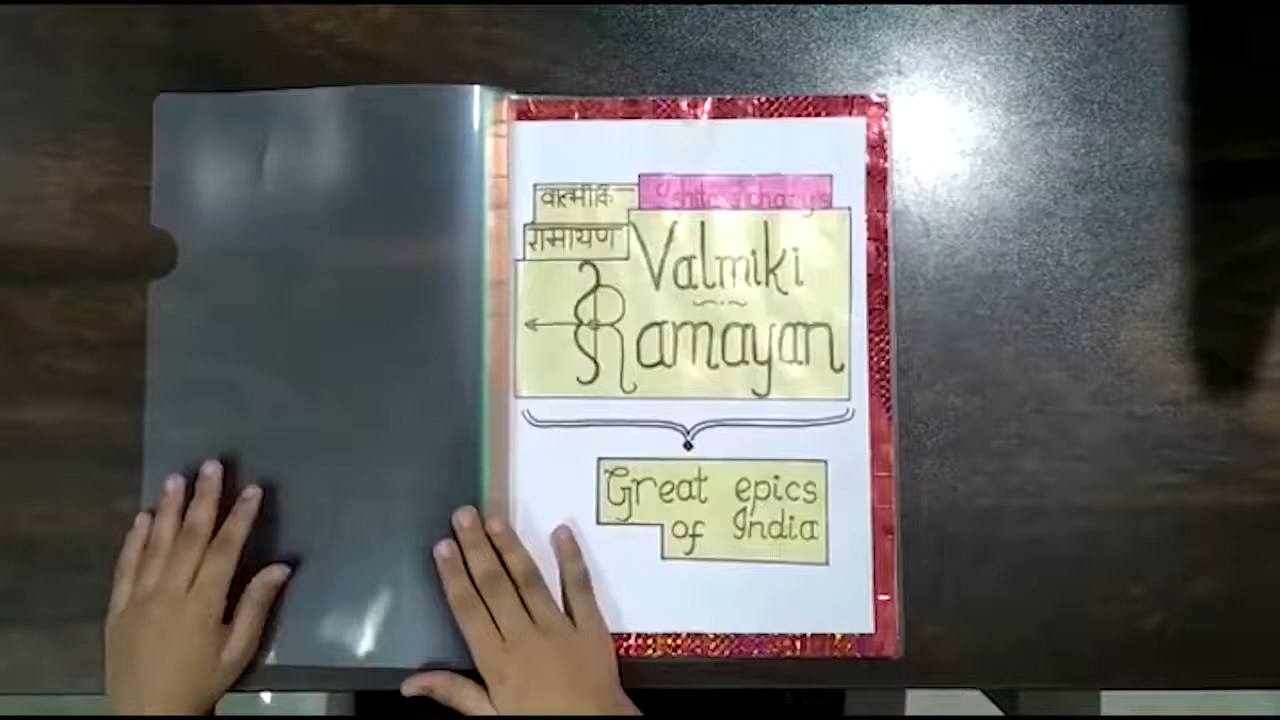 वाल्मीकि
रामायण
Valmiki
Ramayan
Great epics
of India